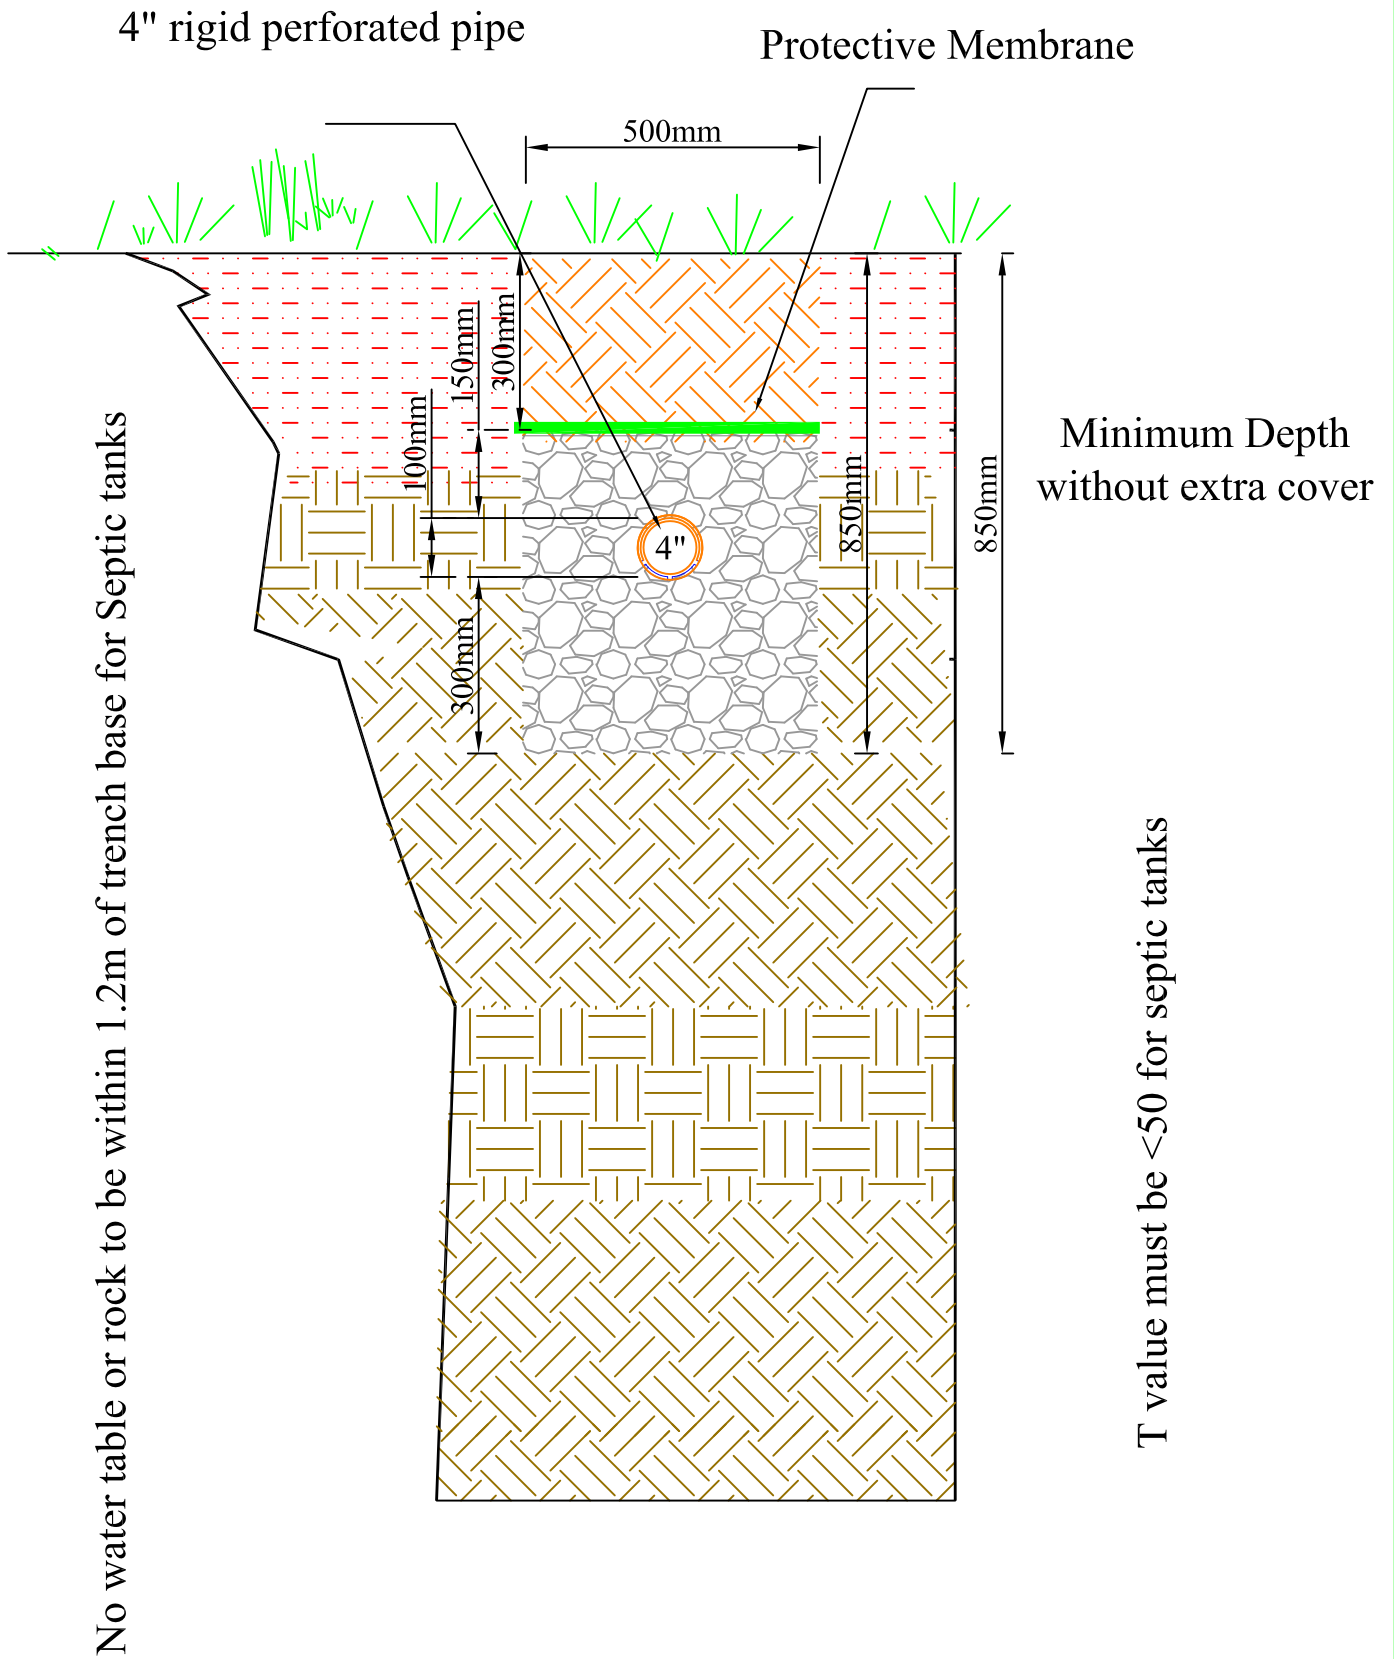 4" rigid perforated pipe
Protective Membrane
500mm
300mm
150mm
100mm
4"
300mm
850mm
850mm
Minimum Depth
without extra cover
No water table or rock to be within 1.2m of trench base for Septic tanks
T value must be <50 for septic tanks